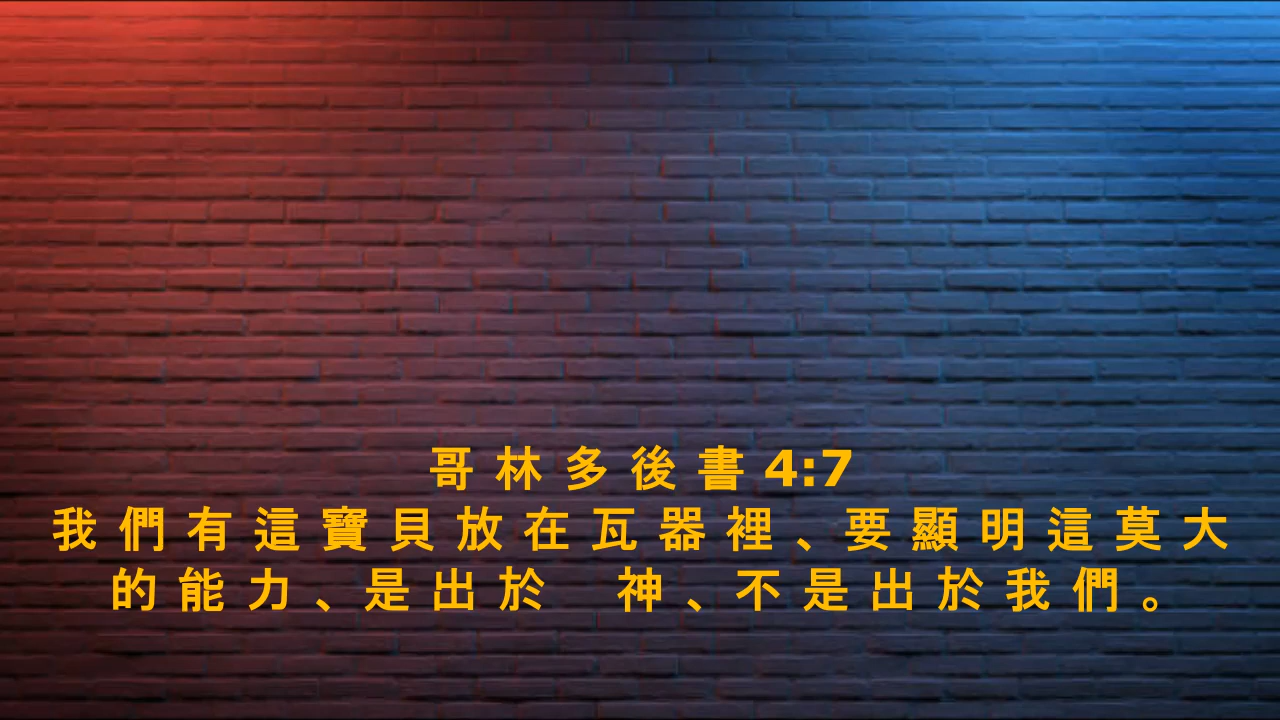 哥林多後書 4:7
我們有這寶貝放在瓦器裡、要顯明這莫大
的能力、是出於　神、不是出於我們。